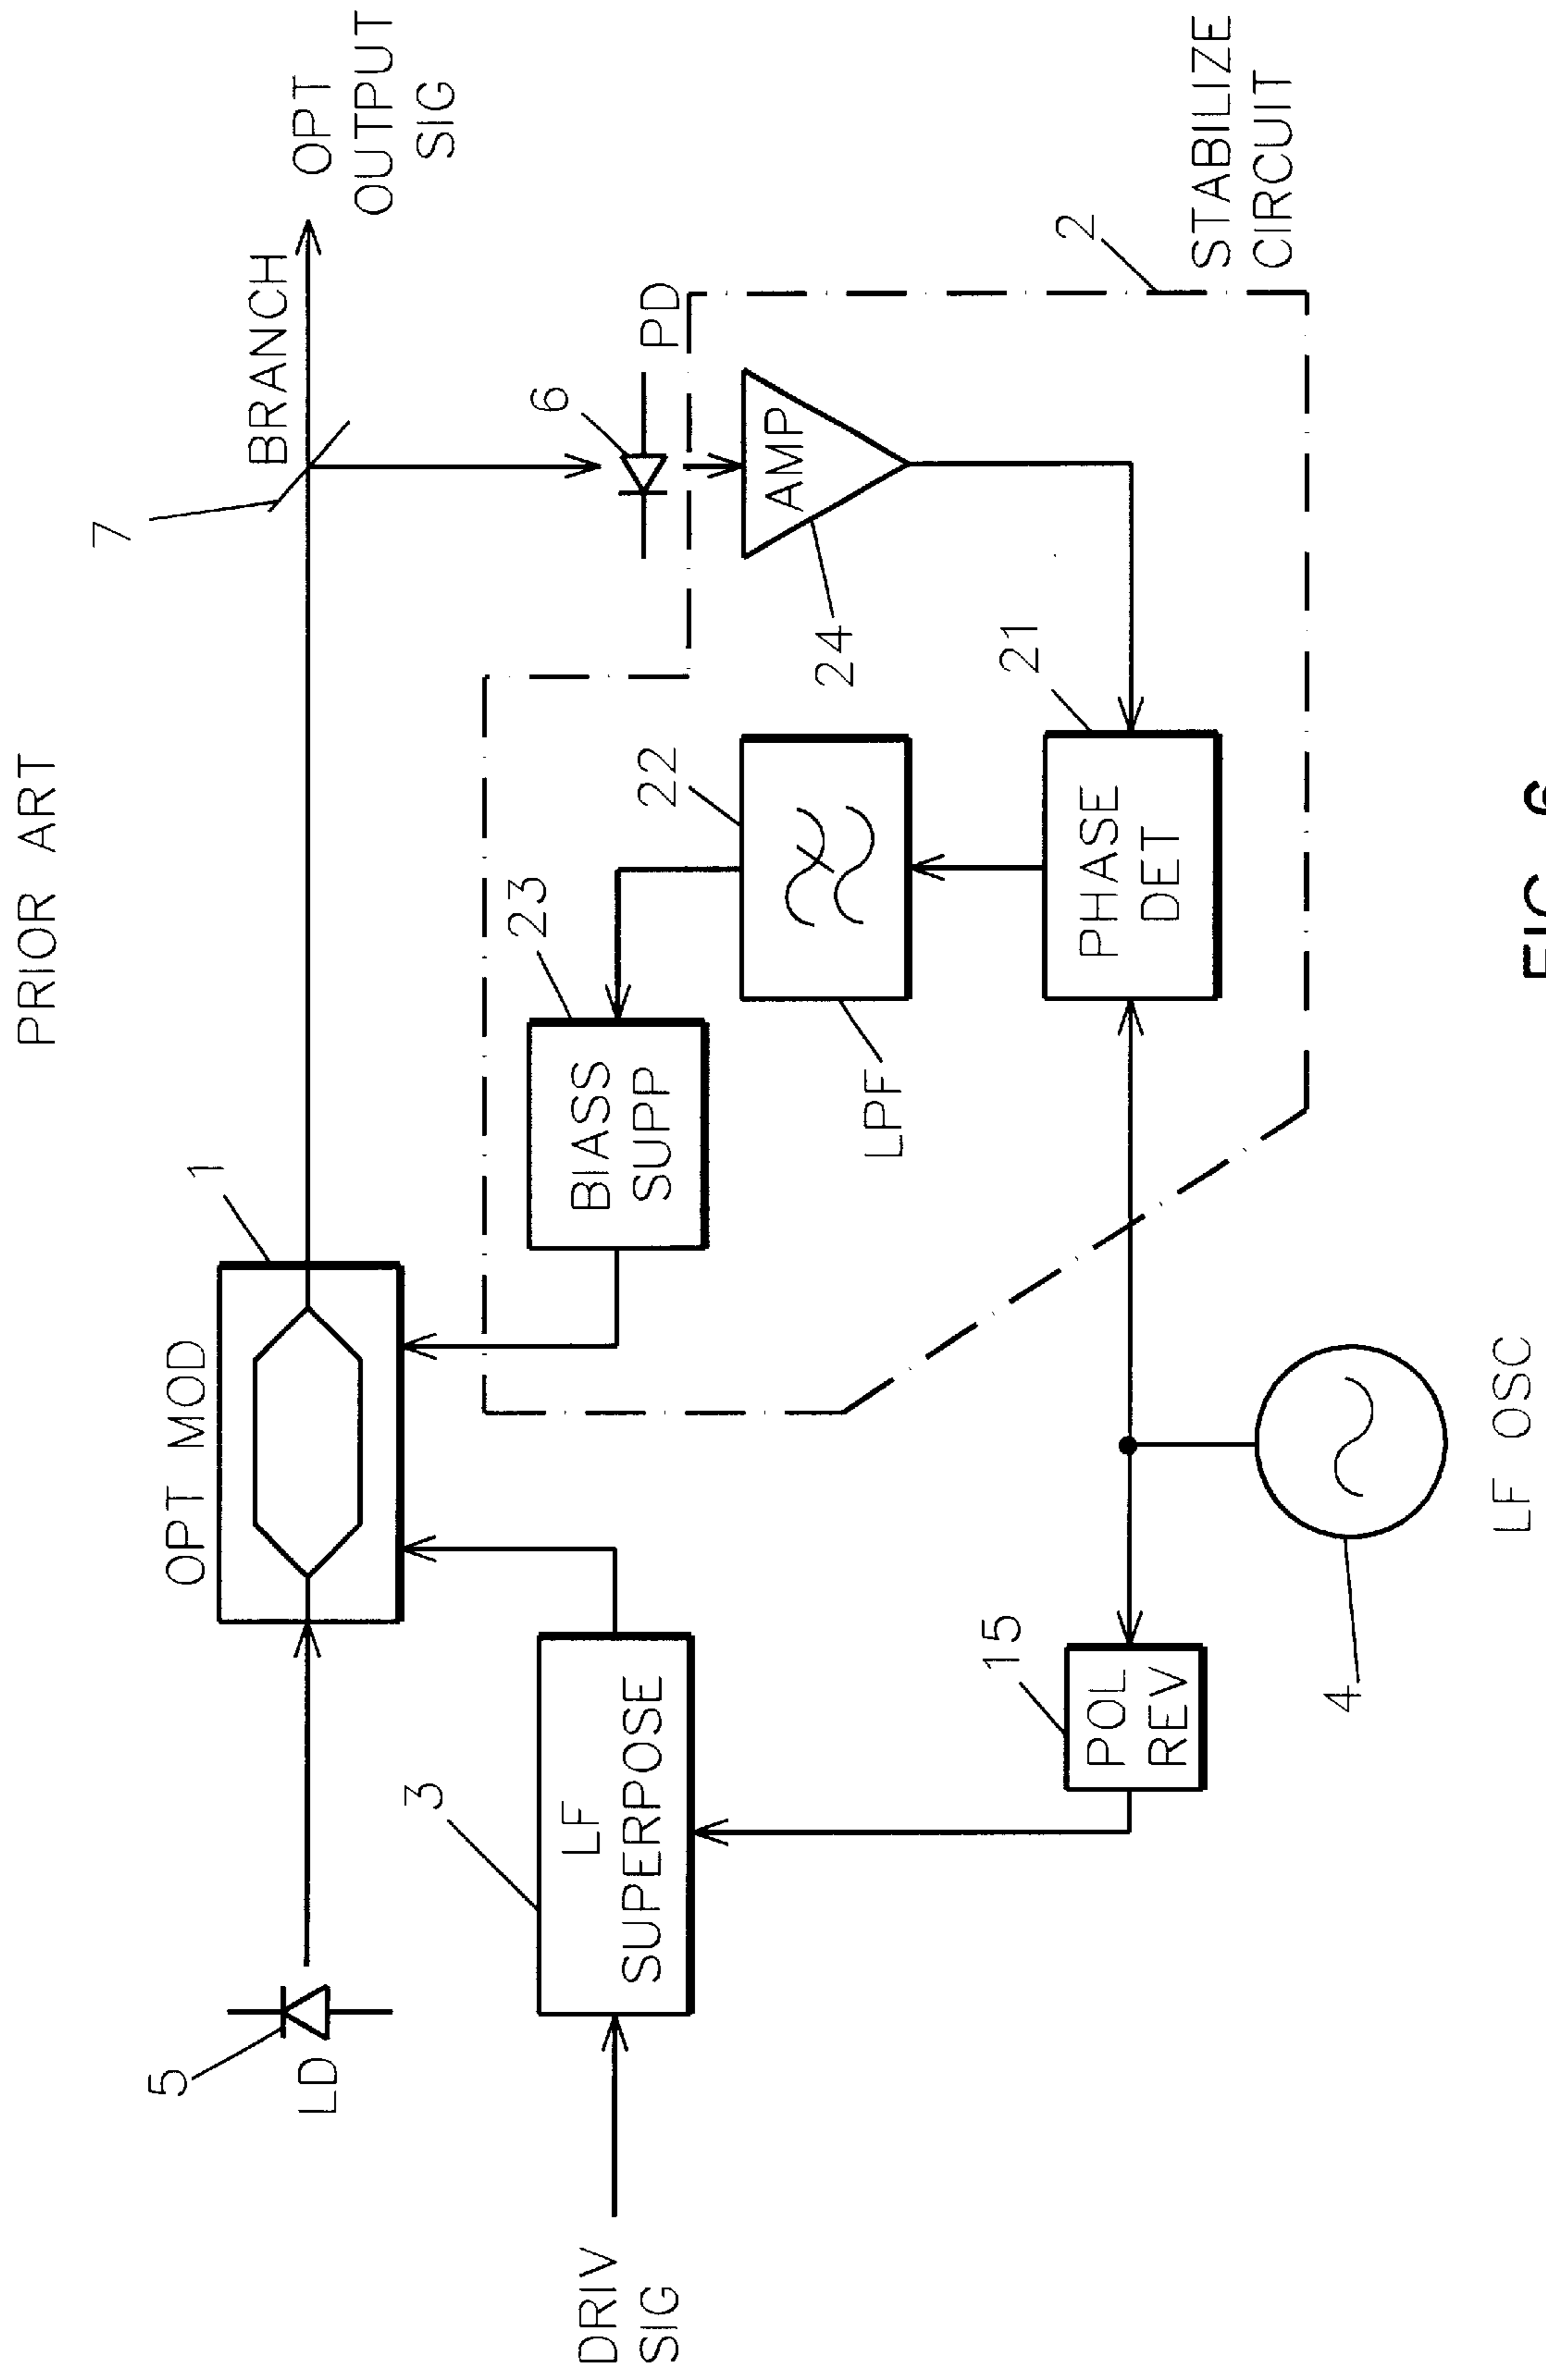 PRIOR ART
7
BRANCH
OPT
OUTPUT
SIG
1
OPT MOD
5
LD
6
PD
3
LF
SUPERPOSE
DRIV
SIG
23
BIASS
SUPP
22
LPF
AMP
24
21
PHASE
DET
2
STABILIZE
CIRCUIT
15
POL
REV
4
LF OSC